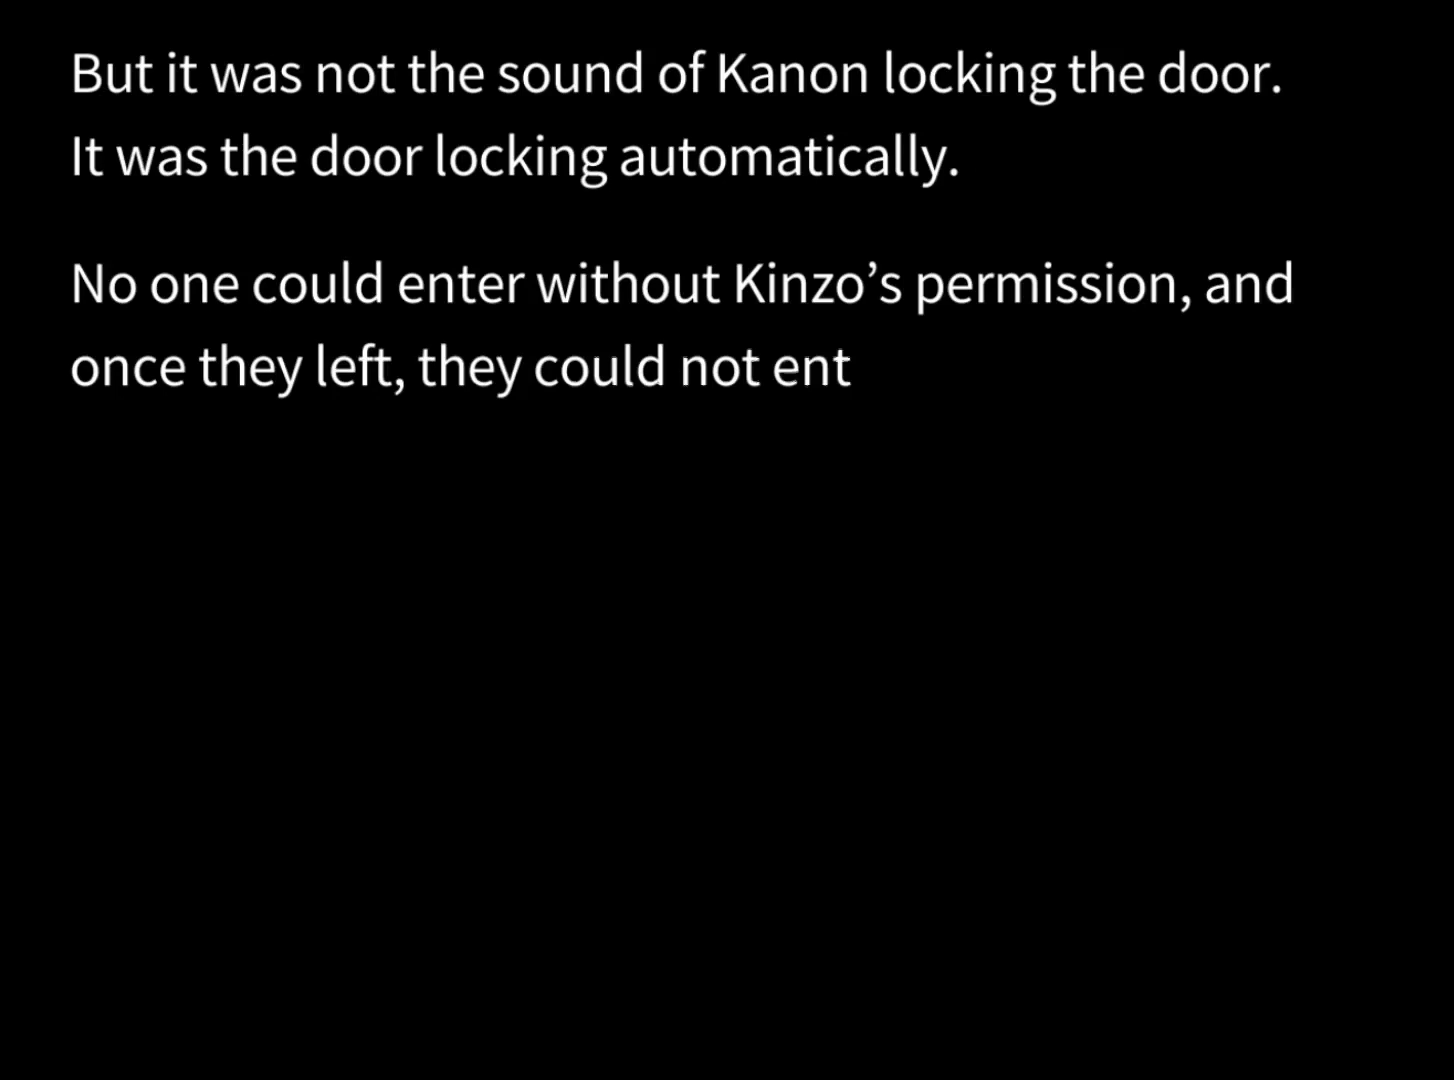 But it was not the sound of Kanon locking the door.
It was the door locking automatically.
No one could enter without Kinzo’s permission, and
once they left, they could not ent